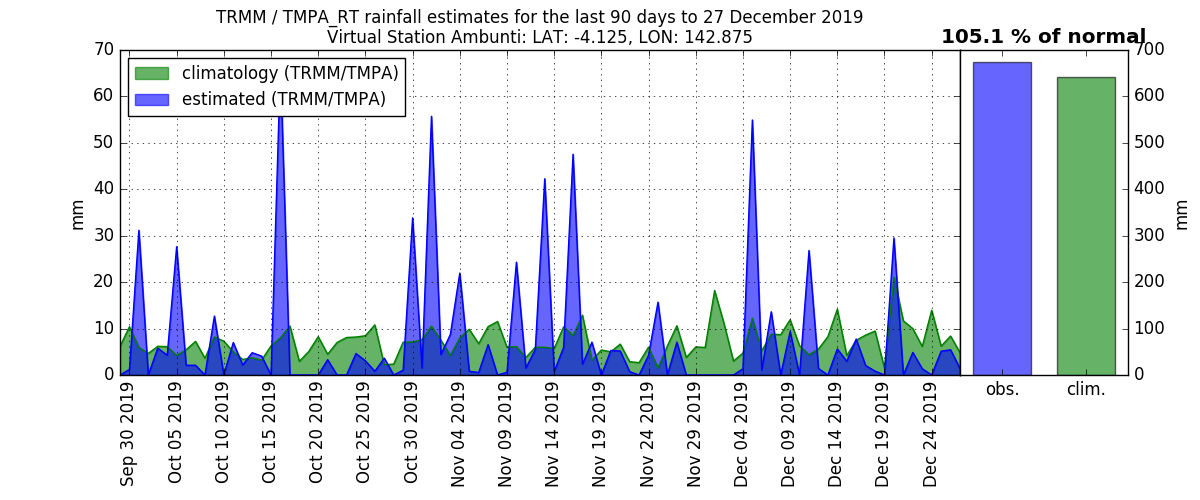 TRMM / TMPA_RT rainfall estimates for the last 90 days to 27 December 2019
Virtual Station Ambunti: LAT: -4.125, LON: 142.875
105.1 % of normal
climatology (TRMM/TMPA)
estimated (TRMM/TMPA)
mm
70
60
50
40
30
20
10
0
Sep 30 2019
Oct 05 2019
Oct 10 2019
Oct 15 2019
Oct 20 2019
Oct 25 2019
Oct 30 2019
Nov 04 2019
Nov 09 2019
Nov 14 2019
Nov 19 2019
Nov 24 2019
Nov 29 2019
Dec 04 2019
Dec 09 2019
Dec 14 2019
Dec 19 2019
Dec 24 2019
obs.
clim.
700
600
500
400
300
200
100
0
mm